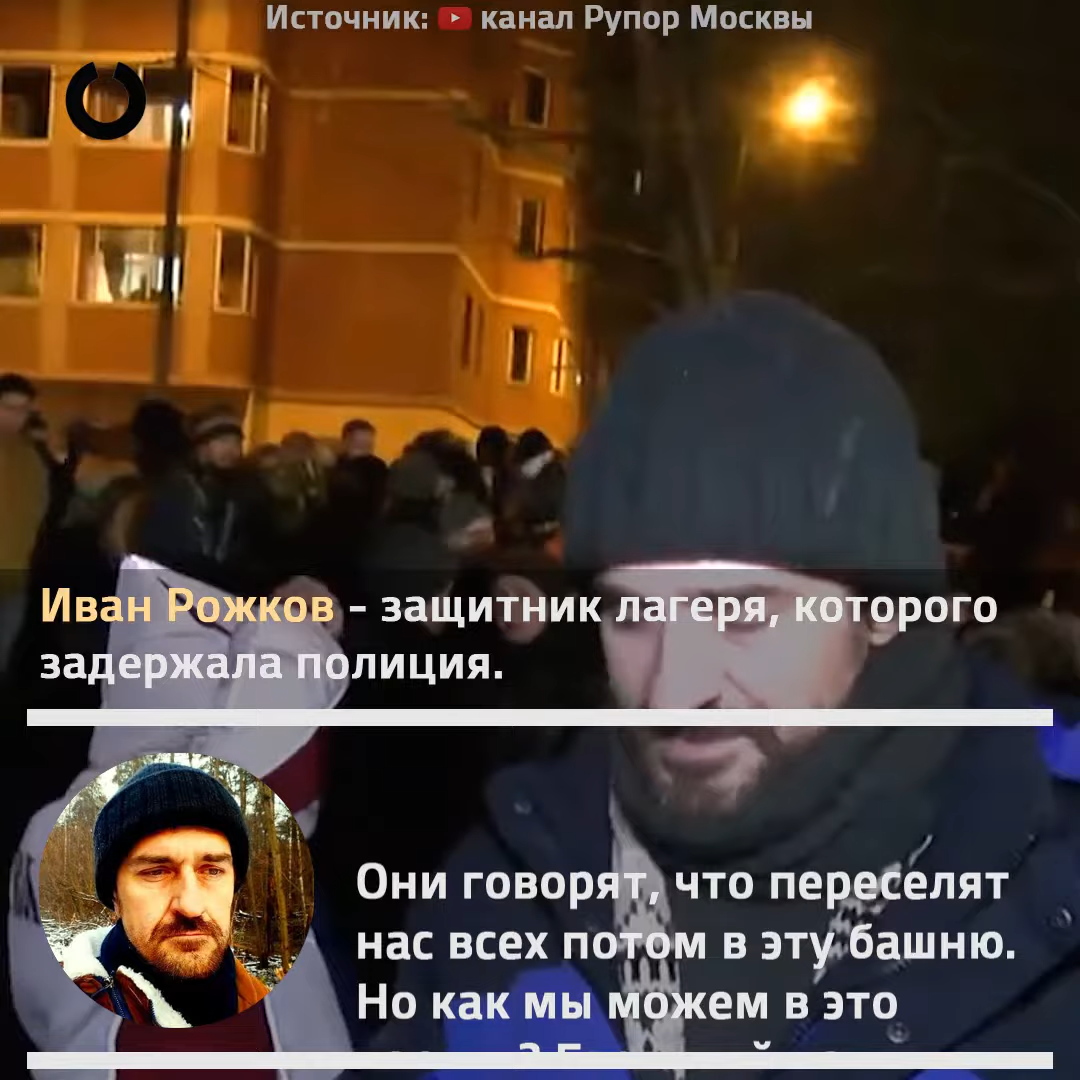 Источник: канал Рупор Москвы
Иван Рожков - защитник лагеря, которого
задержала полиция.
Они говорят, что переселят
нас всех потом в эту башню.
Но как мы можем в это